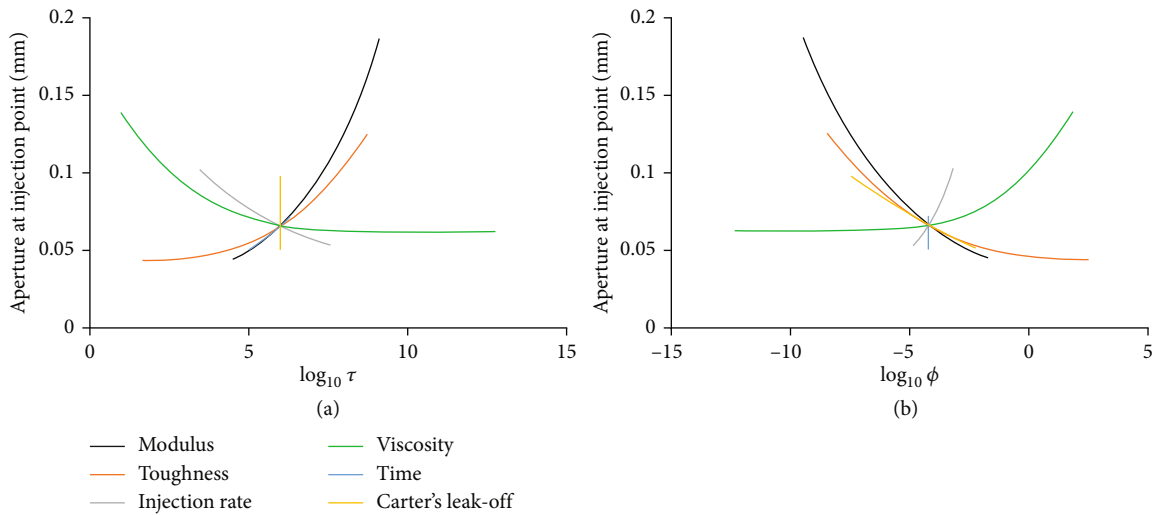 0.2
0.15
0.1
0.05
0
Aperture at injection point (mm)
0 5 10 15
log10 τ
(a)
0.2
0.15
0.1
0.05
0
Aperture at injection point (mm)
−15 −10 −5 0 5
log10 ϕ
(b)
Modulus
Toughness
Injection rate
Viscosity
Time
Carter's leak-off